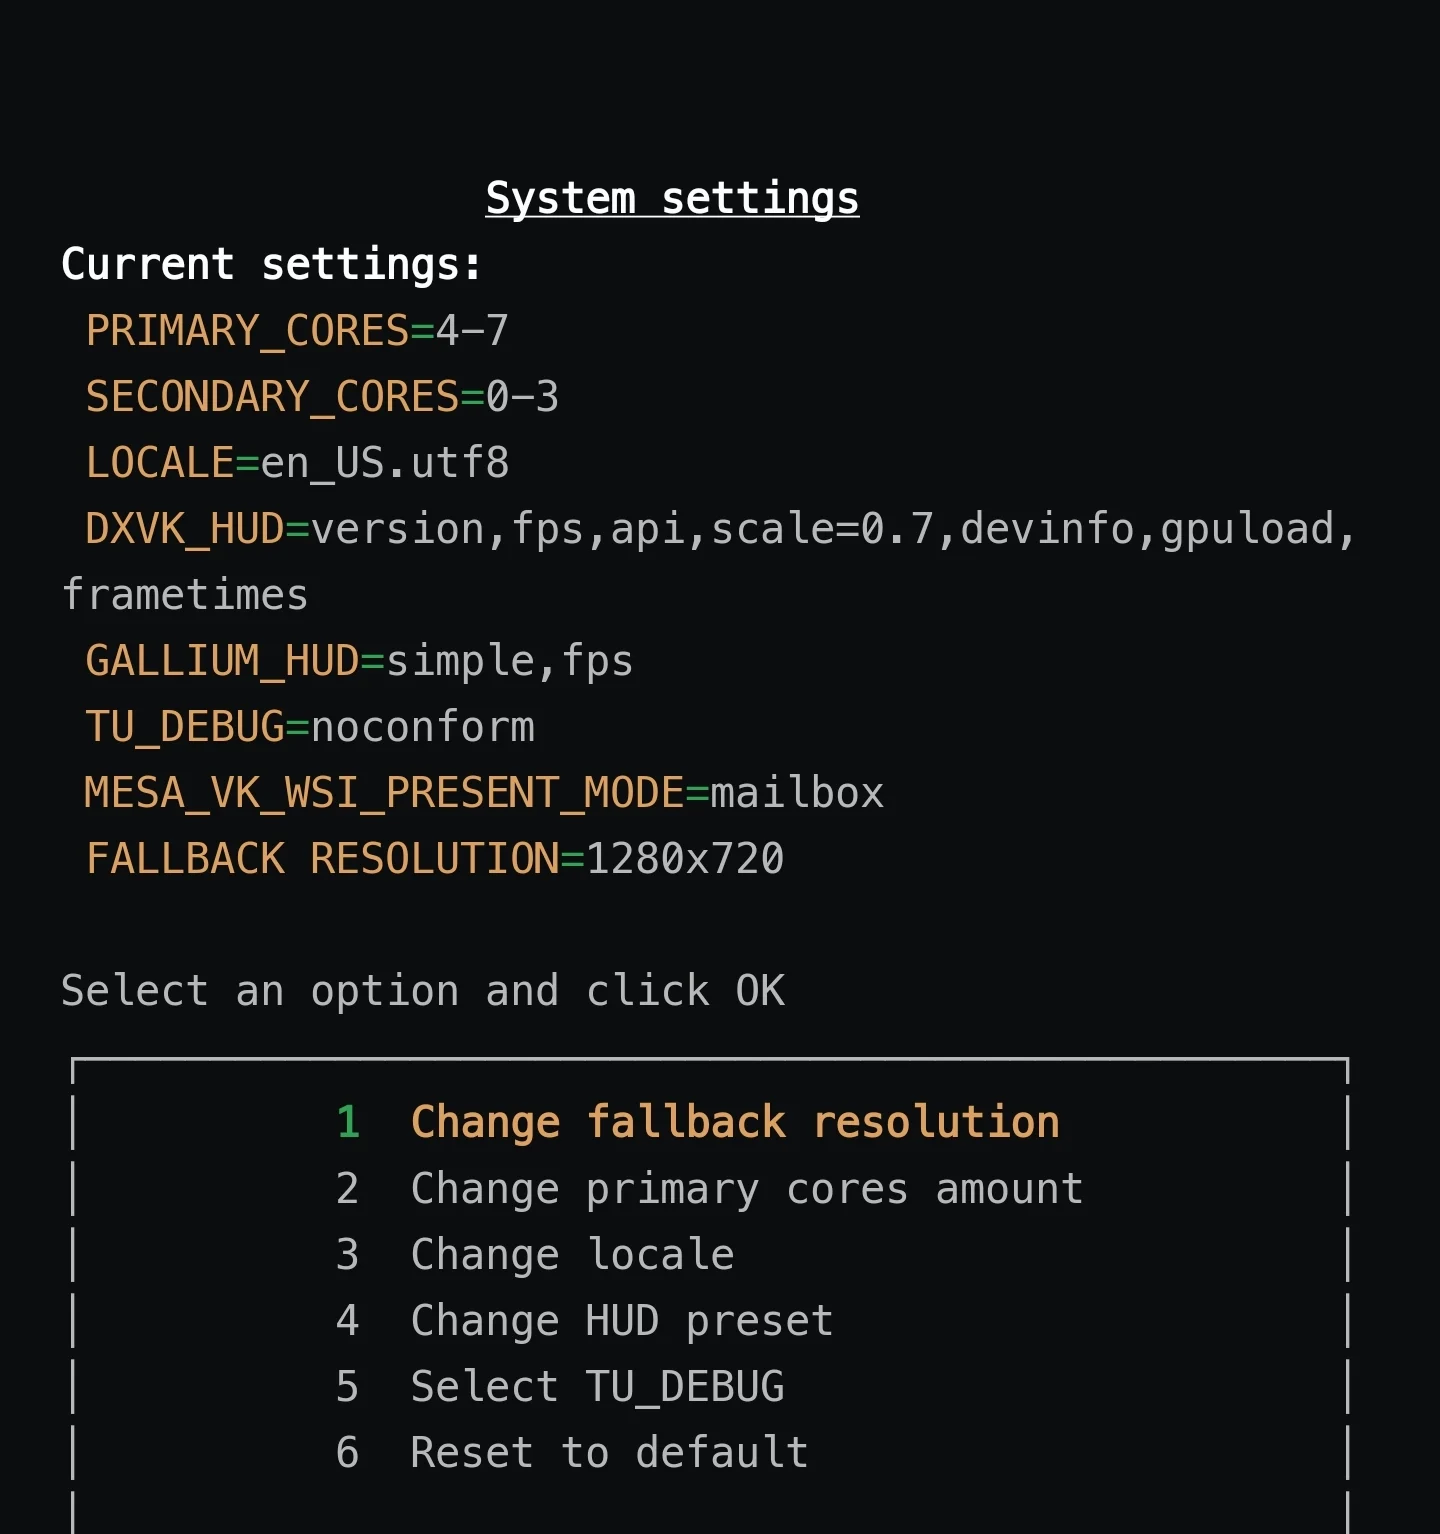 System settings
Current settings:
PRIMARY_CORES=4-7
SECONDARY_CORES=0-3
LOCALE=en_US.utf8
DXVK_HUD=version,fps,api,scale=0.7,devinfo,gpuload,
frametimes
GALLIUM_HUD=simple,fps
TU_DEBUG=noconform
MESA_VK_WSI_PRESENT_MODE=mailbox
FALLBACK RESOLUTION=1280x720
Select an option and click OK
1 Change fallback resolution
2 Change primary cores amount
3 Change locale
4 Change HUD preset
5 Select TU_DEBUG
6 Reset to default